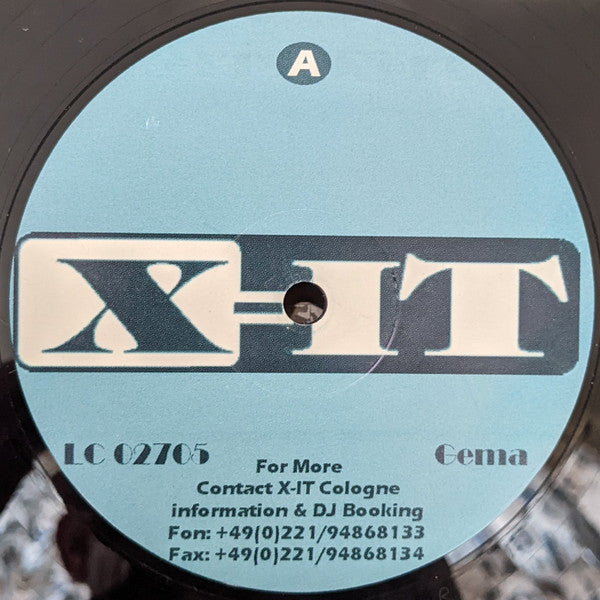 A
X-IT
LC 02705
Gema
For More
Contact X-IT Cologne
information & DJ Booking
Fon: +49(0)221/94868133
Fax: +49(0)221/94868134